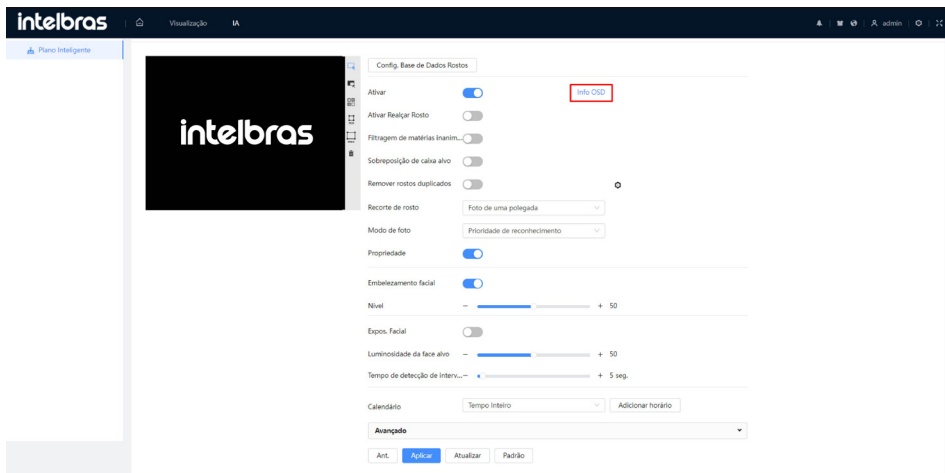 intelbras
Visualização
IA
admin
Plano Inteligente
intelbras
Config. Base de Dados Rostos
Ativar
Info OSD
Ativar Realçar Rosto
Filtragem de matérias inanim...
Sobreposição de caixa alvo
Remover rostos duplicados
Recorte de rosto
Foto de uma polegada
Modo de foto
Prioridade de reconhecimento
Propriedade
Embelezamento facial
Nível
− + 50
Expos. Facial
Luminosidade da face alvo
− + 50
Tempo de detecção de interv...
− + 5 seg.
Calendário
Tempo Inteiro
Adicionar horário
Avançado
Ant.
Aplicar
Atualizar
Padrão